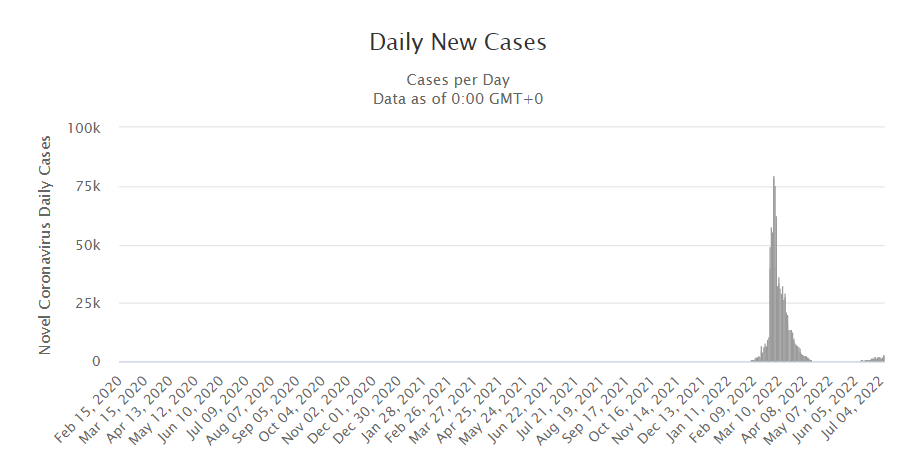 Daily New Cases
Cases per Day
Data as of 0:00 GMT+0
Novel Coronavirus Daily Cases
100k
75k
50k
25k
0
Feb 15, 2020
Mar 15, 2020
Apr 13, 2020
May 12, 2020
Jun 10, 2020
Jul 09, 2020
Aug 07, 2020
Sep 05, 2020
Oct 04, 2020
Nov 02, 2020
Dec 01, 2020
Dec 30, 2020
Jan 28, 2021
Feb 26, 2021
Mar 27, 2021
Apr 25, 2021
May 24, 2021
Jun 22, 2021
Jul 21, 2021
Aug 19, 2021
Sep 17, 2021
Oct 16, 2021
Nov 14, 2021
Dec 13, 2021
Jan 11, 2022
Feb 09, 2022
Mar 10, 2022
Apr 08, 2022
May 07, 2022
Jun 05, 2022
Jul 04, 2022